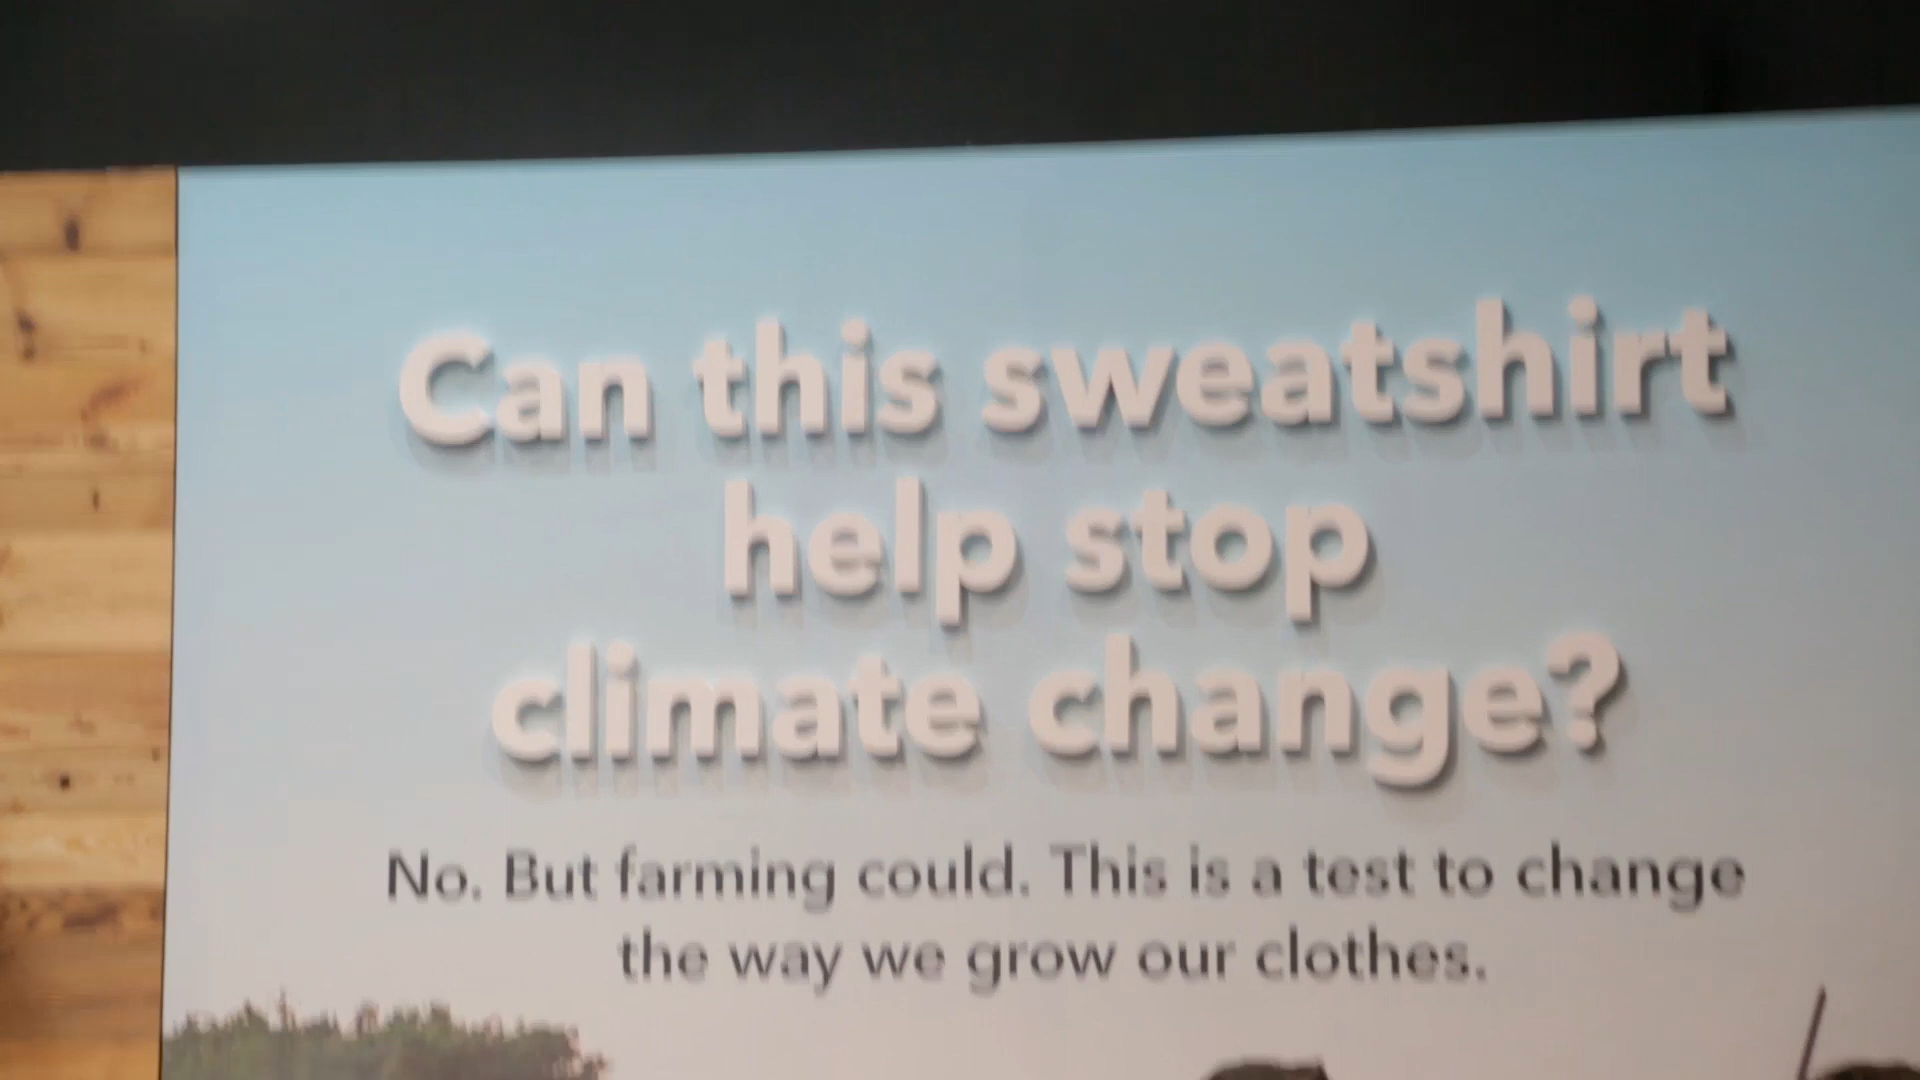 Can this sweatshirt
help stop
climate change?
No. But farming could. This is a test to change
the way we grow our clothes.